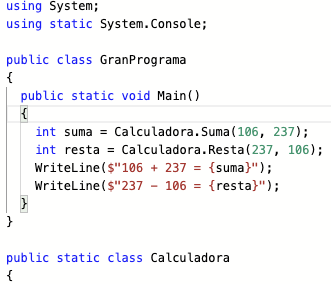 using System;
using static System.Console;

public class GranPrograma
{
  public static void Main()
  {
    int suma = Calculadora.Suma(106, 237);
    int resta = Calculadora.Resta(237, 106);
    WriteLine($"106 + 237 = {suma}");
    WriteLine($"237 - 106 = {resta}");
  }
}

public static class Calculadora
{